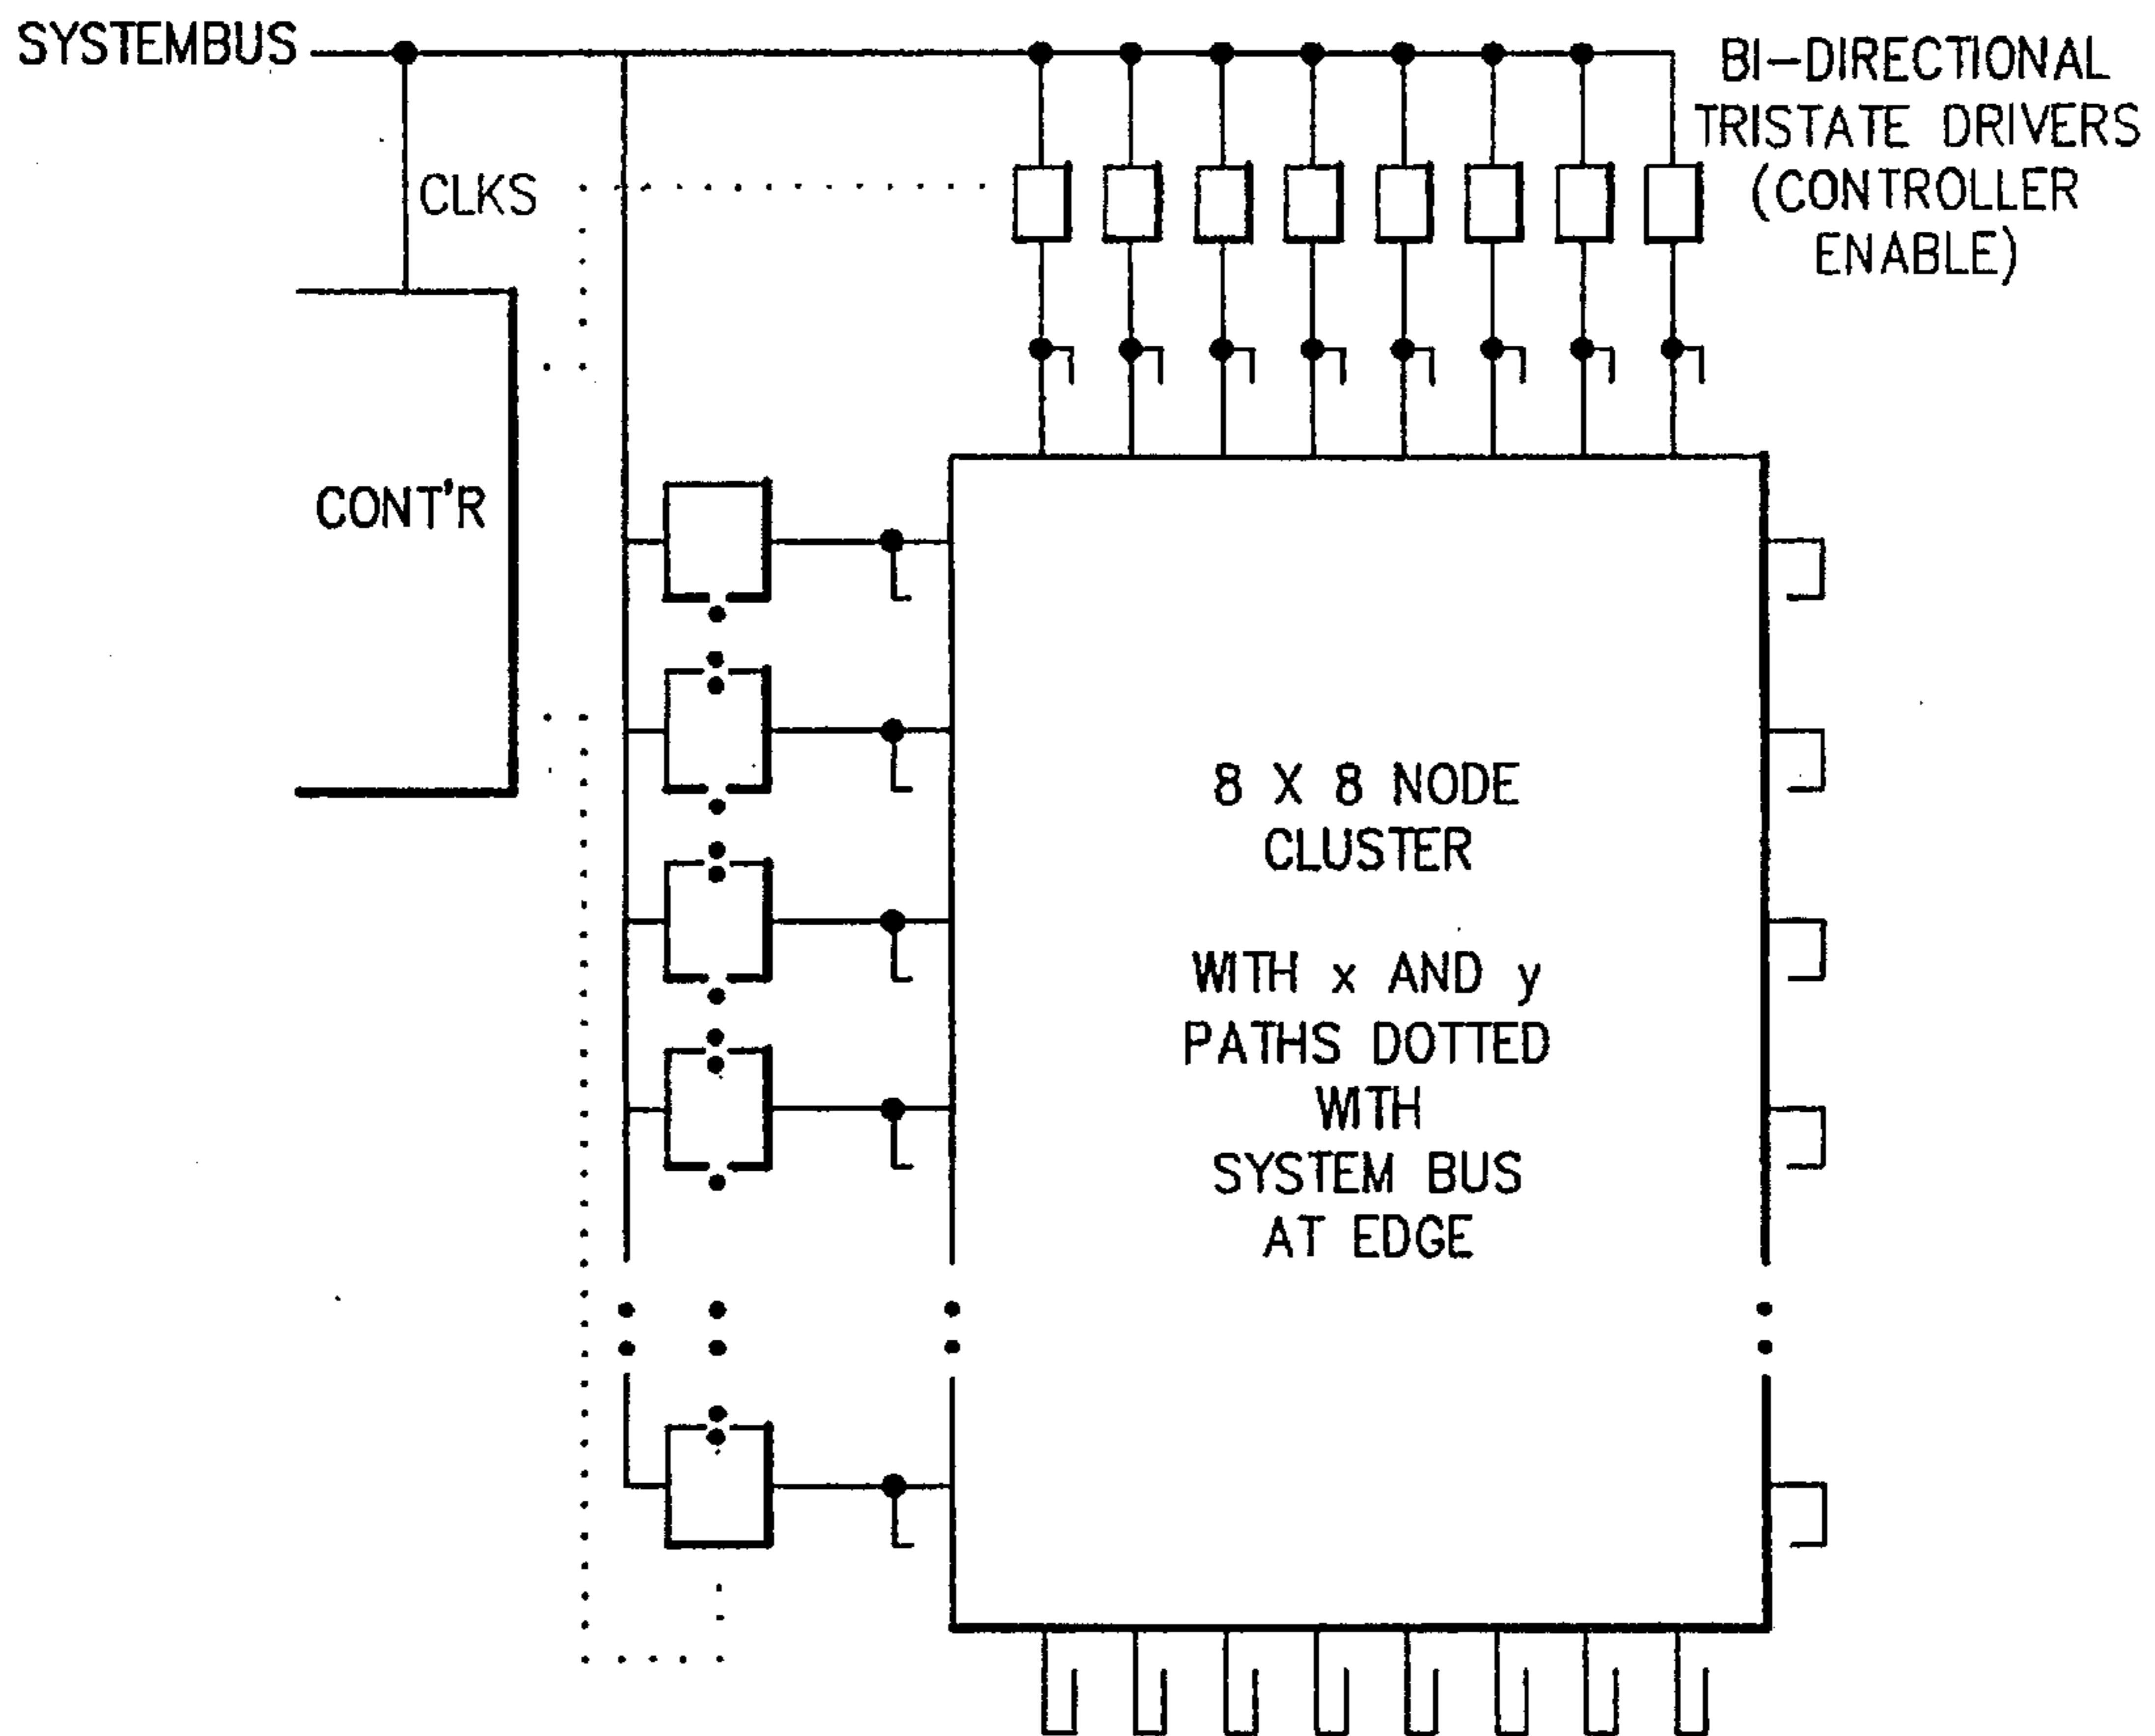 SYSTEMBUS
BI-DIRECTIONAL
TRISTATE DRIVERS
(CONTROLLER
ENABLE)
CLKS
CONT'R
8 X 8 NODE
CLUSTER
WITH x AND y
PATHS DOTTED
WITH
SYSTEM BUS
AT EDGE